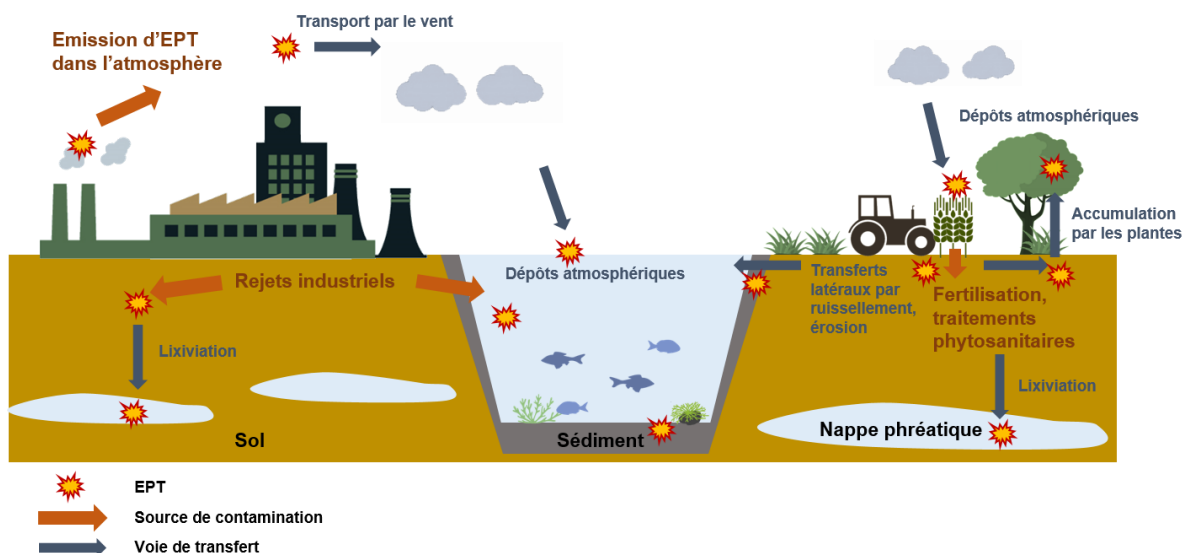 Transport par le vent
Emission d'EPT
dans l'atmosphère
Dépôts atmosphériques
Accumulation
par les plantes
Rejets industriels
Dépôts atmosphériques
Transferts
latéraux par
ruissellement,
érosion
Fertilisation,
traitements
phytosanitaires
Lixiviation
Lixiviation
Sol
Sédiment
Nappe phréatique
EPT
Source de contamination
Voie de transfert